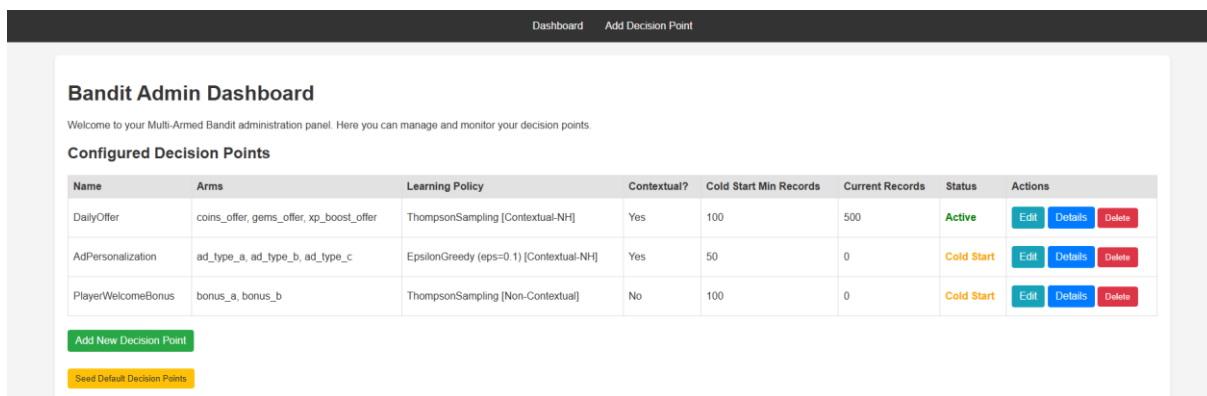 Dashboard Add Decision Point
Bandit Admin Dashboard
Welcome to your Multi-Armed Bandit administration panel. Here you can manage and monitor your decision points.
Configured Decision Points
Name Arms Learning Policy Contextual? Cold Start Min Records Current Records Status Actions
DailyOffer coins_offer, gems_offer, xp_boost_offer ThompsonSampling [Contextual-NH] Yes 100 500 Active Edit Details Delete
AdPersonalization ad_type_a, ad_type_b, ad_type_c EpsilonGreedy (eps=0.1) [Contextual-NH] Yes 50 0 Cold Start Edit Details Delete
PlayerWelcomeBonus bonus_a, bonus_b ThompsonSampling [Non-Contextual] No 100 0 Cold Start Edit Details Delete
Add New Decision Point
Seed Default Decision Points